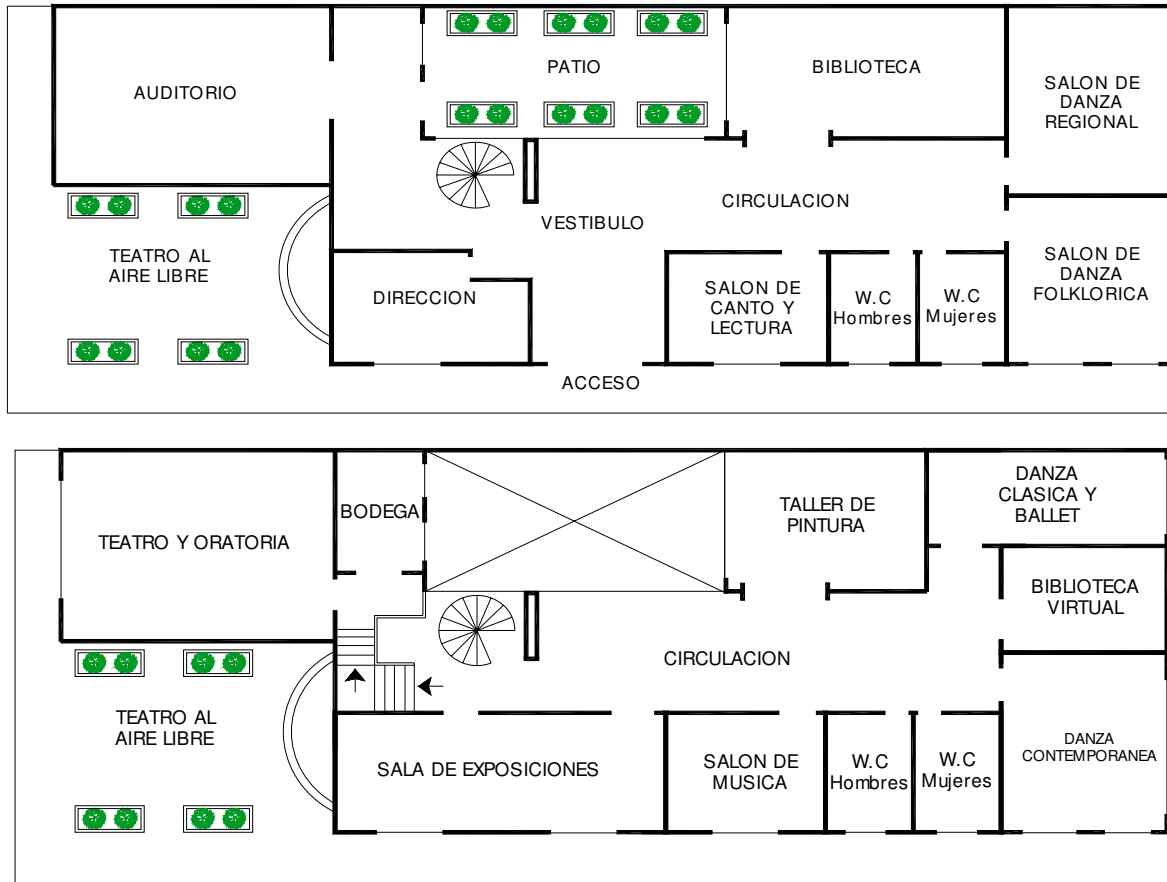 AUDITORIO
PATIO
BIBLIOTECA
SALON DE
DANZA
REGIONAL
VESTIBULO
CIRCULACION
TEATRO AL
AIRE LIBRE
DIRECCION
SALON DE
CANTO Y
LECTURA
W.C
Hombres
W.C
Mujeres
SALON DE
DANZA
FOLKLORICA
ACCESO
TEATRO Y ORATORIA
BODEGA
TALLER DE
PINTURA
DANZA
CLASICA Y
BALLET
BIBLIOTECA
VIRTUAL
CIRCULACION
TEATRO AL
AIRE LIBRE
SALA DE EXPOSICIONES
SALON DE
MUSICA
W.C
Hombres
W.C
Mujeres
DANZA
CONTEMPORANEA